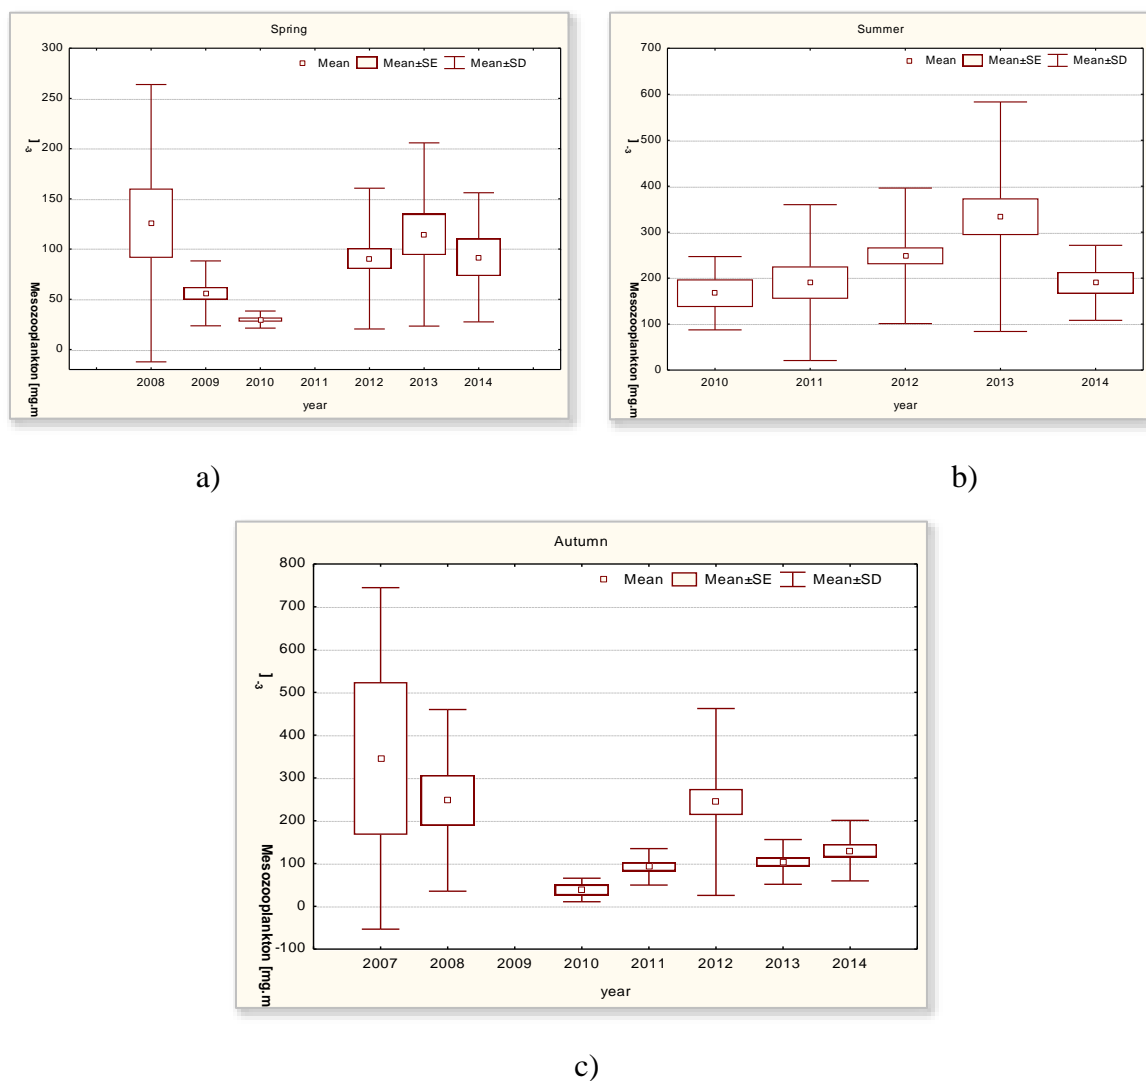 Spring
300
250
200
150
100
50
0
Mean Mean±SE Mean±SD
Mesozooplankton [mg.m
-3
]
2008 2009 2010 2011 2012 2013 2014
year
a)
Summer
700
600
500
400
300
200
100
0
Mean Mean±SE Mean±SD
Mesozooplankton [mg.m
-3
]
2010 2011 2012 2013 2014
year
b)
Autumn
800
700
600
500
400
300
200
100
0
-100
Mean Mean±SE Mean±SD
Mesozooplankton [mg.m
-3
]
2007 2008 2009 2010 2011 2012 2013 2014
year
c)